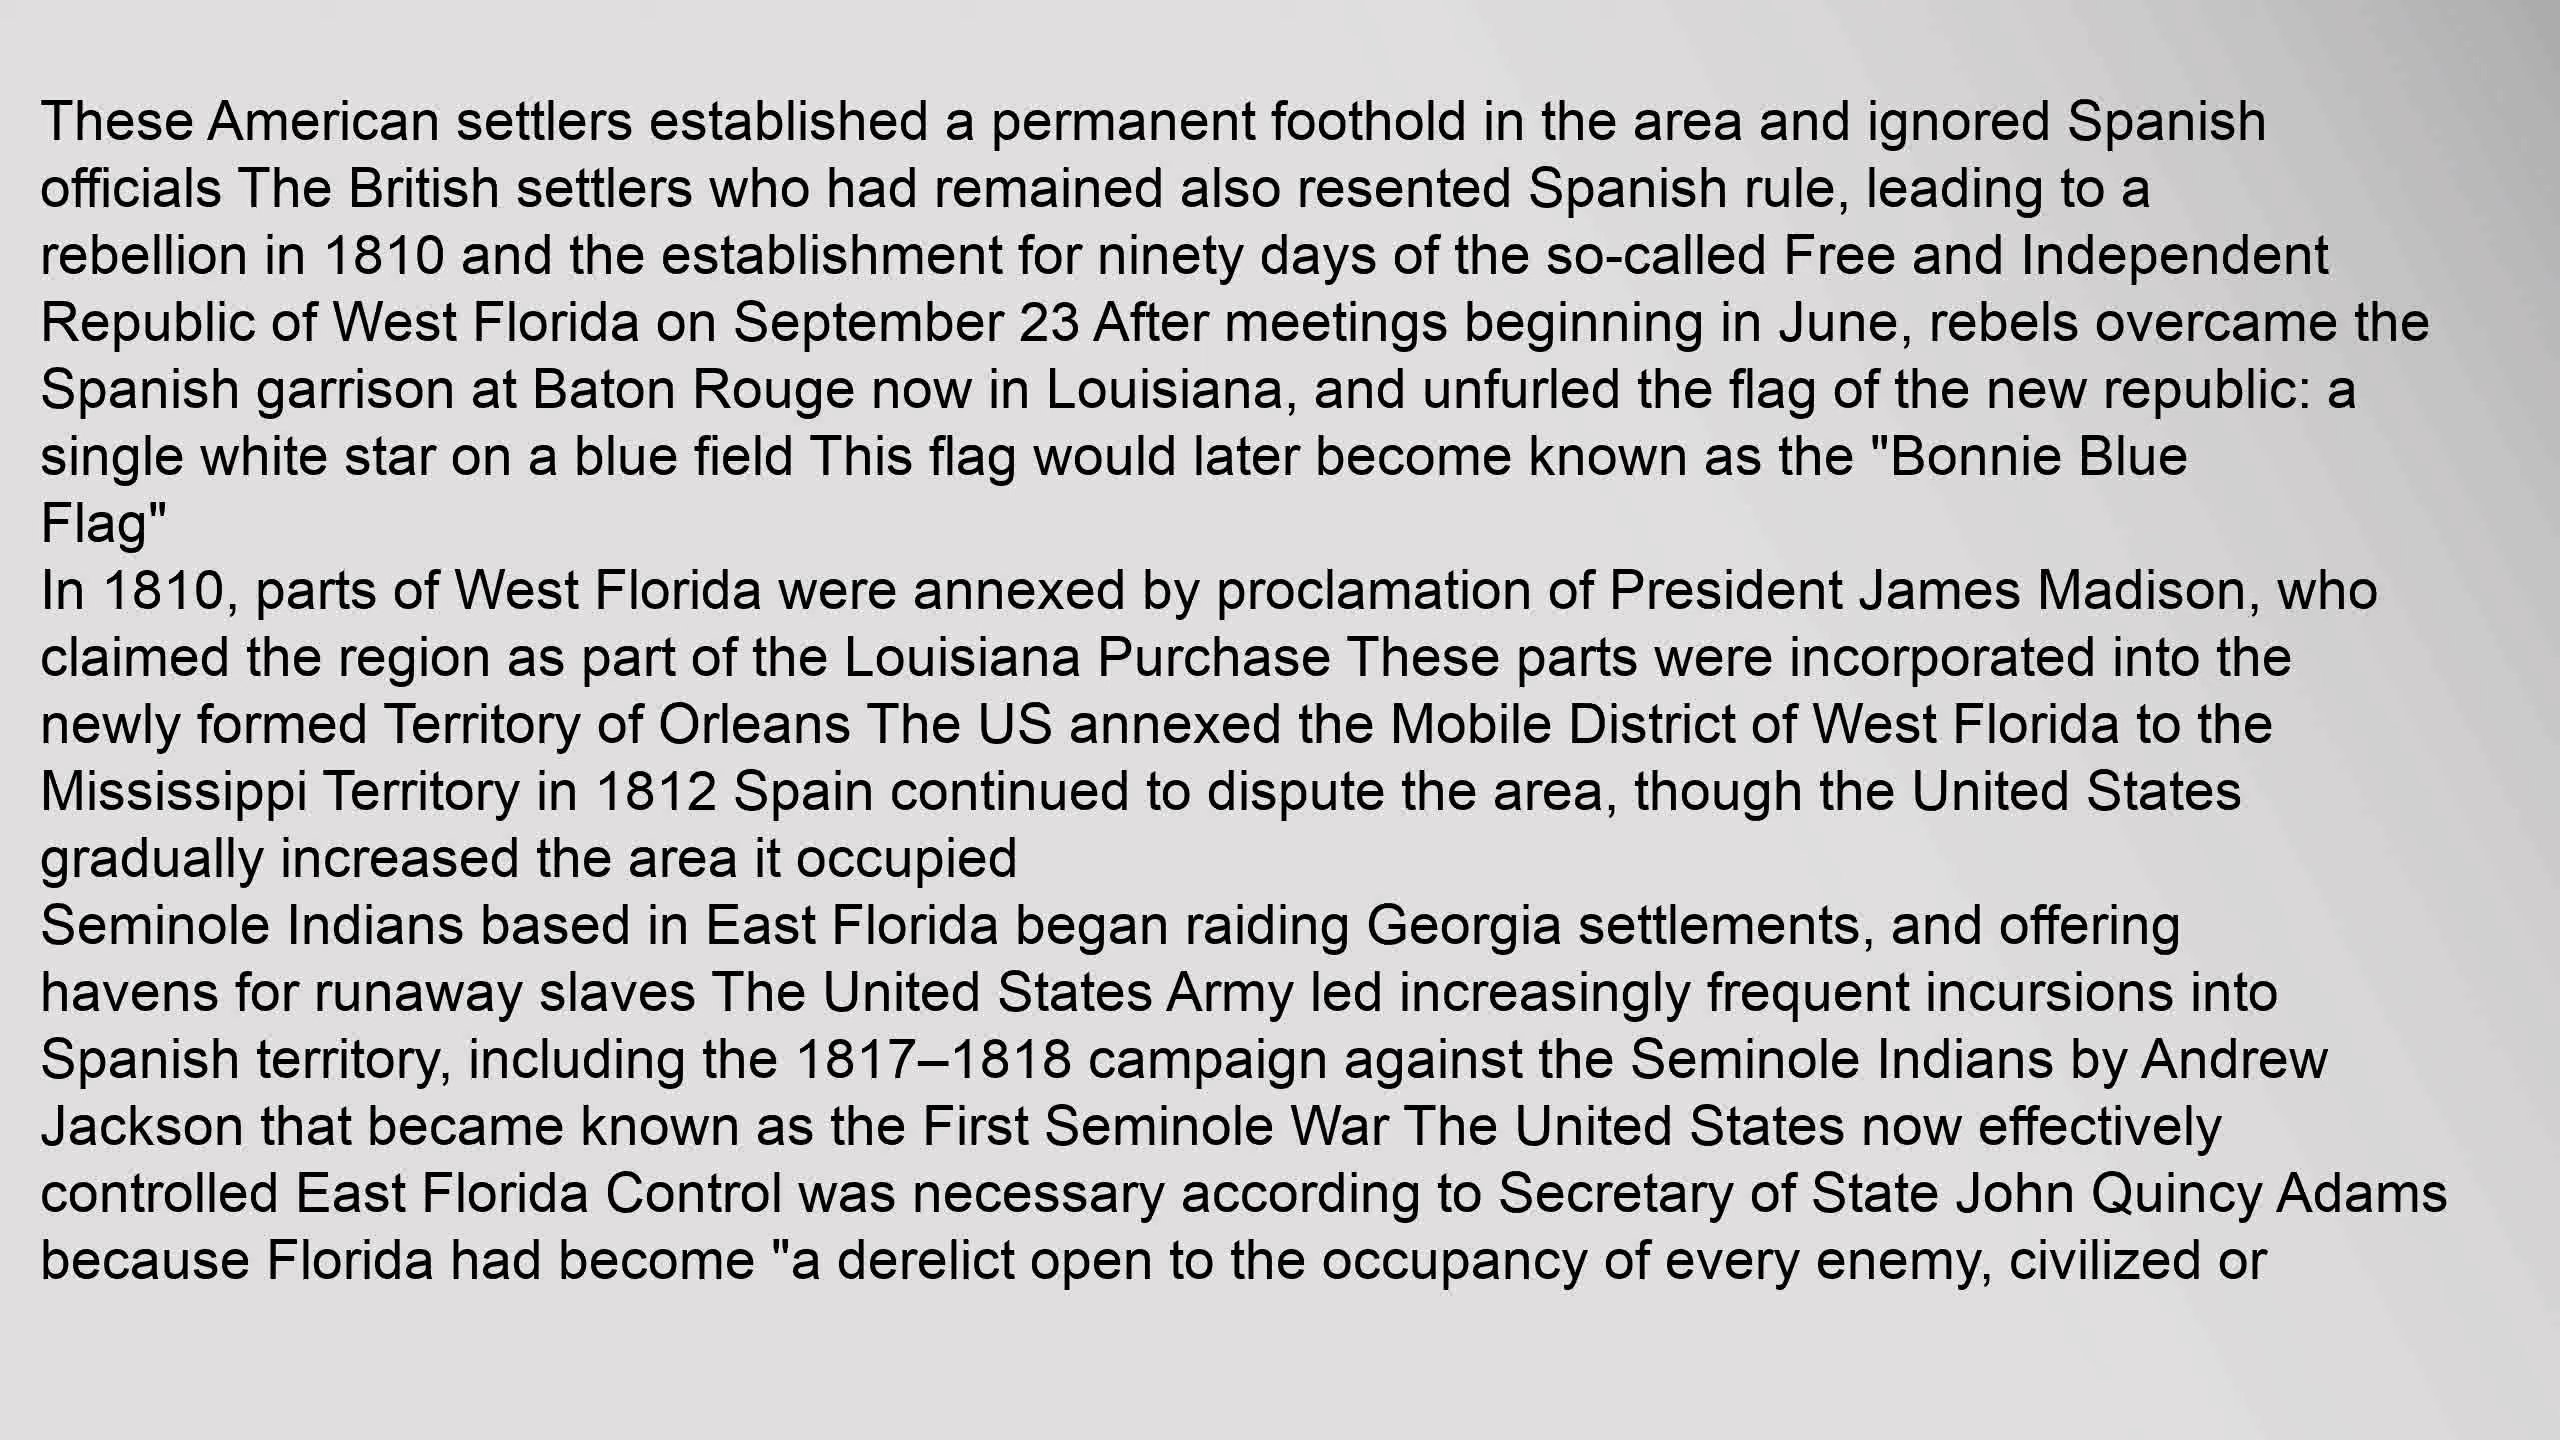 These American settlers established a permanent foothold in the area and ignored Spanish
officials The British settlers who had remained also resented Spanish rule, leading to a
rebellion in 1810 and the establishment for ninety days of the so-called Free and Independent
Republic of West Florida on September 23 After meetings beginning in June, rebels overcame the
Spanish garrison at Baton Rouge now in Louisiana, and unfurled the flag of the new republic: a
single white star on a blue field This flag would later become known as the "Bonnie Blue
Flag"
In 1810, parts of West Florida were annexed by proclamation of President James Madison, who
claimed the region as part of the Louisiana Purchase These parts were incorporated into the
newly formed Territory of Orleans The US annexed the Mobile District of West Florida to the
Mississippi Territory in 1812 Spain continued to dispute the area, though the United States
gradually increased the area it occupied
Seminole Indians based in East Florida began raiding Georgia settlements, and offering
havens for runaway slaves The United States Army led increasingly frequent incursions into
Spanish territory, including the 1817–1818 campaign against the Seminole Indians by Andrew
Jackson that became known as the First Seminole War The United States now effectively
controlled East Florida Control was necessary according to Secretary of State John Quincy Adams
because Florida had become "a derelict open to the occupancy of every enemy, civilized or